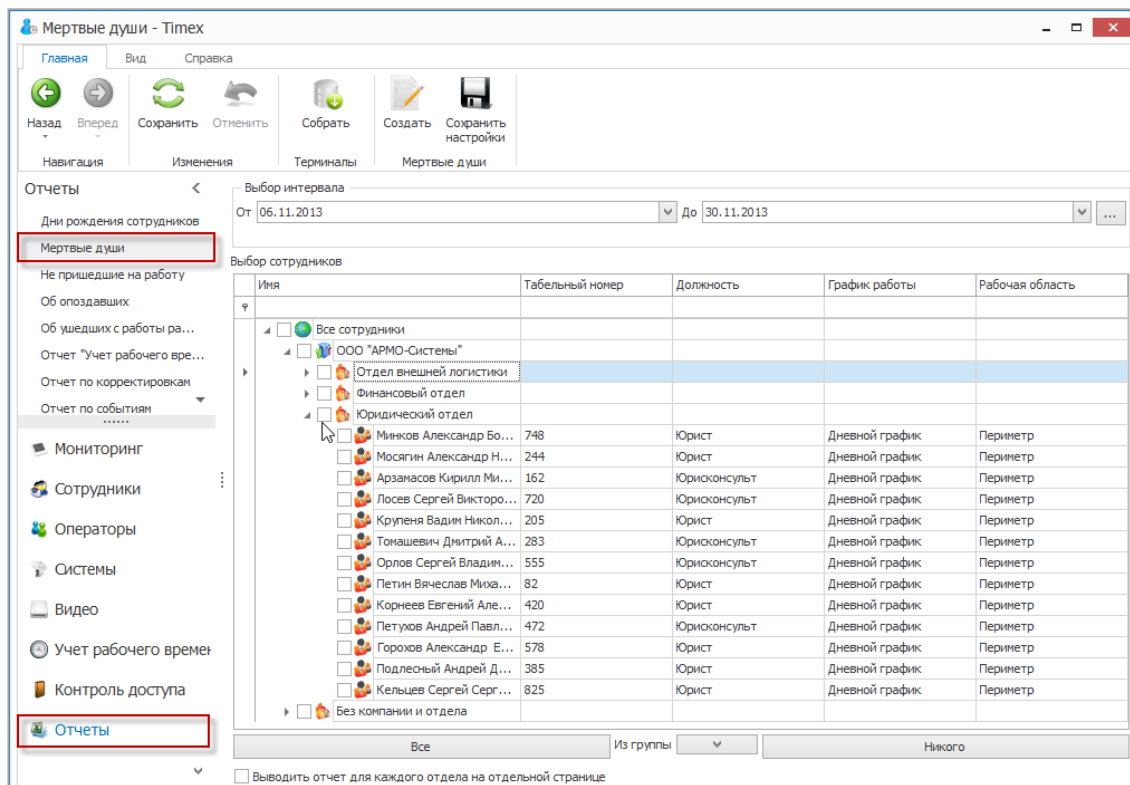 Мертвые души - Timex
Главная Вид Справка
Назад Вперед Сохранить Отменить Собрать Создать Сохранить
настройки
Навигация Изменения Терминалы Мертвые души
Отчеты
Дни рождения сотрудников
Мертвые души
Не пришедшие на работу
Об опоздавших
Об ушедших с работы ра...
Отчет "Учет рабочего вре...
Отчет по корректировкам
Отчет по событиям
Мониторинг
Сотрудники
Операторы
Системы
Видео
Учет рабочего времен
Контроль доступа
Отчеты
Выбор интервала
От 06.11.2013 До 30.11.2013 ...
Выбор сотрудников
Имя Табельный номер Должность График работы Рабочая область
Все сотрудники
ООО "АРМО-Системы"
Отдел внешней логистики
Финансовый отдел
Юридический отдел
Минков Александр Бо... 748 Юрист Дневной график Периметр
Мосягин Александр Н... 244 Юрист Дневной график Периметр
Арзамасов Кирилл Ми... 162 Юрисконсульт Дневной график Периметр
Лосев Сергей Викторо... 720 Юрисконсульт Дневной график Периметр
Крупеня Вадим Никол... 205 Юрист Дневной график Периметр
Томашевич Дмитрий А... 283 Юрисконсульт Дневной график Периметр
Орлов Сергей Владим... 555 Юрисконсульт Дневной график Периметр
Петин Вячеслав Миха... 82 Юрист Дневной график Периметр
Корнеев Евгений Але... 420 Юрист Дневной график Периметр
Петухов Андрей Павл... 472 Юрисконсульт Дневной график Периметр
Горохов Александр Е... 578 Юрист Дневной график Периметр
Подлесный Андрей Д... 385 Юрист Дневной график Периметр
Кельцев Сергей Серг... 825 Юрист Дневной график Периметр
Без компании и отдела
Все Из группы Никого
Выводить отчет для каждого отдела на отдельной странице